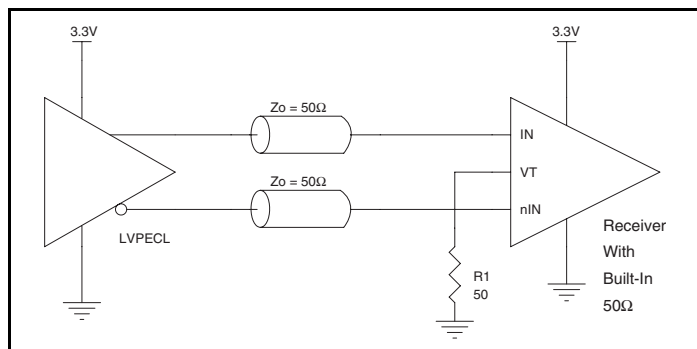 3.3V
3.3V
Zo = 50Ω
IN
VT
Zo = 50Ω
nIN
LVPECL
R1
50
Receiver
With
Built-In
50Ω